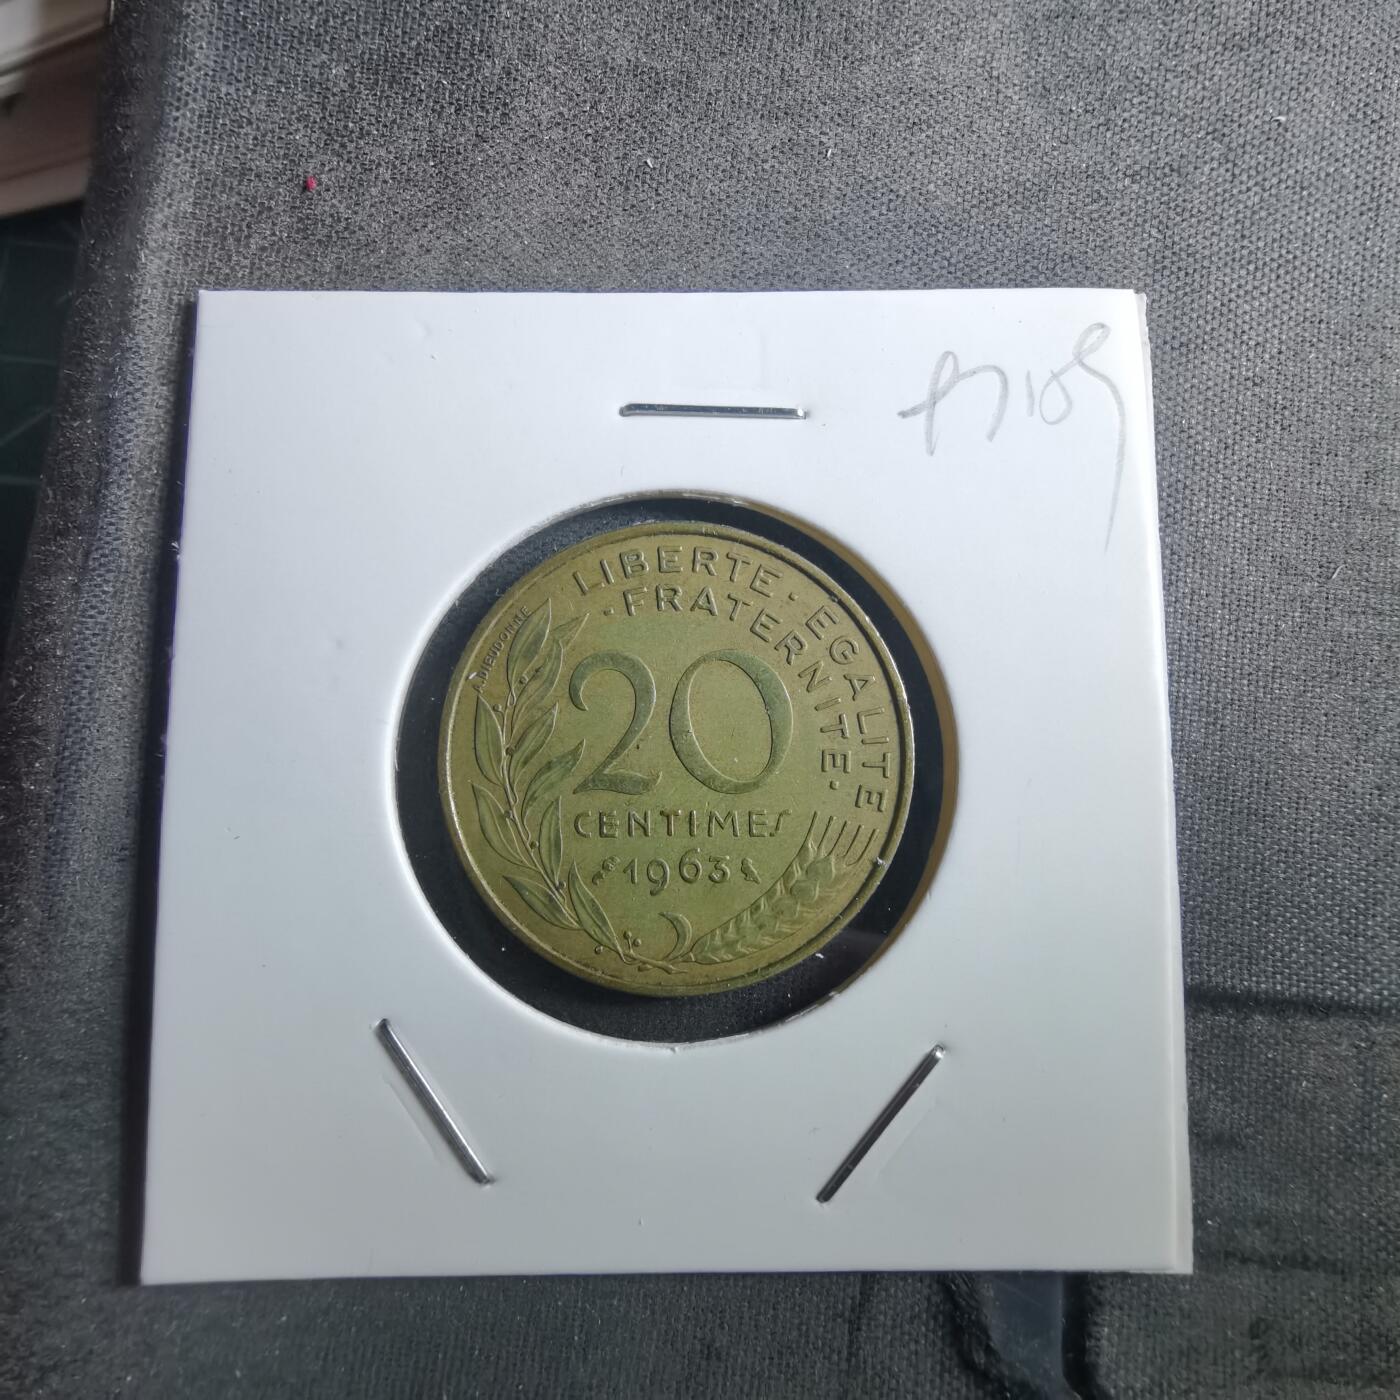 LIBERTE · EGALITE
· FRATERNITE ·
A.DIEUDONNE
20
CENTIMES
1963